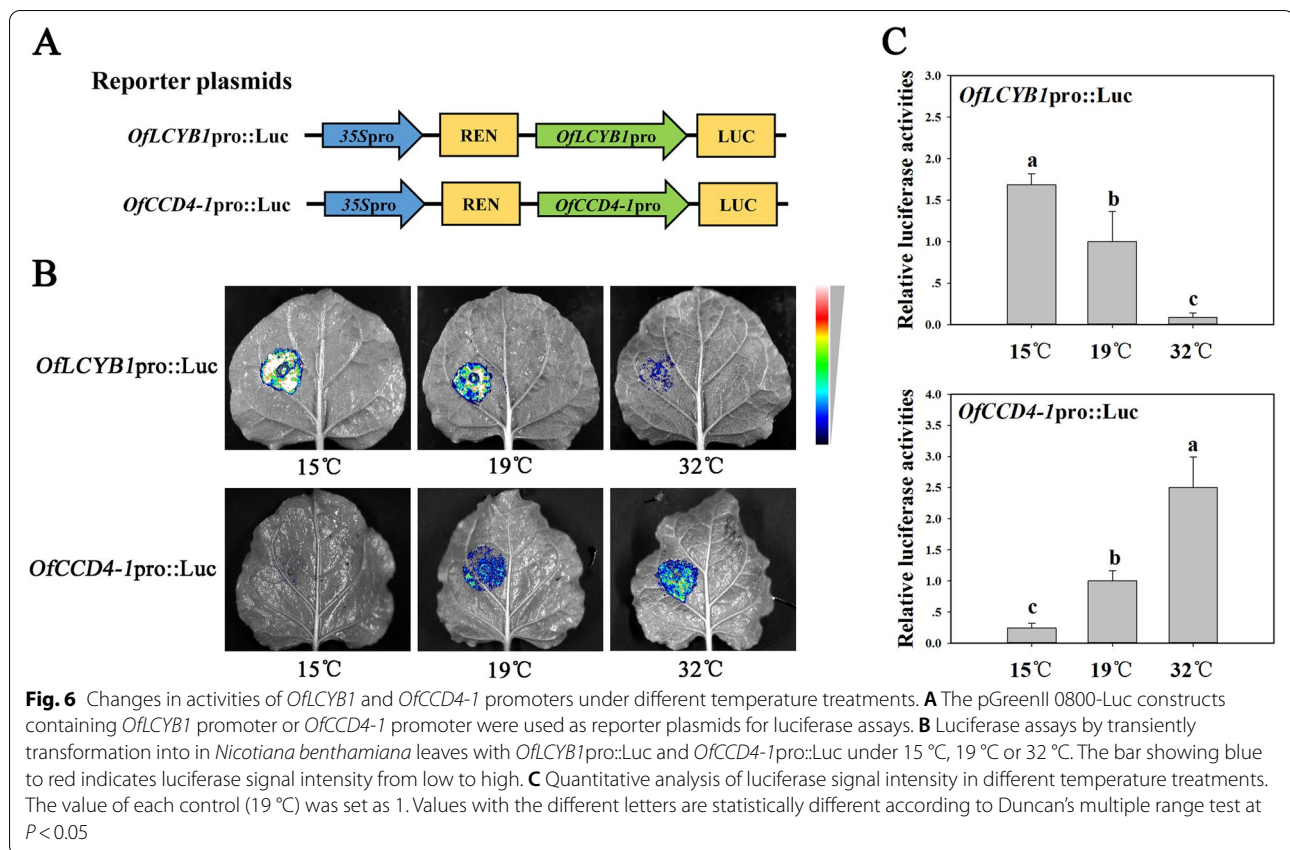 A
Reporter plasmids
OfLCYB1pro::Luc 35Spro REN OfLCYB1pro LUC
OfCCD4-1pro::Luc 35Spro REN OfCCD4-1pro LUC
B
OfLCYB1pro::Luc
15℃ 19℃ 32℃
OfCCD4-1pro::Luc
15℃ 19℃ 32℃
C
Relative luciferase activities
3.0
2.5
2.0
1.5
1.0
.5
0.0
OfLCYB1pro::Luc
a
b
c
15℃ 19℃ 32℃
Relative luciferase activities
4.0
3.5
3.0
2.5
2.0
1.5
1.0
.5
0.0
OfCCD4-1pro::Luc
c
b
a
15℃ 19℃ 32℃
Fig. 6 Changes in activities of OfLCYB1 and OfCCD4-1 promoters under different temperature treatments. A The pGreenII 0800-Luc constructs
containing OfLCYB1 promoter or OfCCD4-1 promoter were used as reporter plasmids for luciferase assays. B Luciferase assays by transiently
transformation into in Nicotiana benthamiana leaves with OfLCYB1pro::Luc and OfCCD4-1pro::Luc under 15 °C, 19 °C or 32 °C. The bar showing blue
to red indicates luciferase signal intensity from low to high. C Quantitative analysis of luciferase signal intensity in different temperature treatments.
The value of each control (19 °C) was set as 1. Values with the different letters are statistically different according to Duncan's multiple range test at
P < 0.05